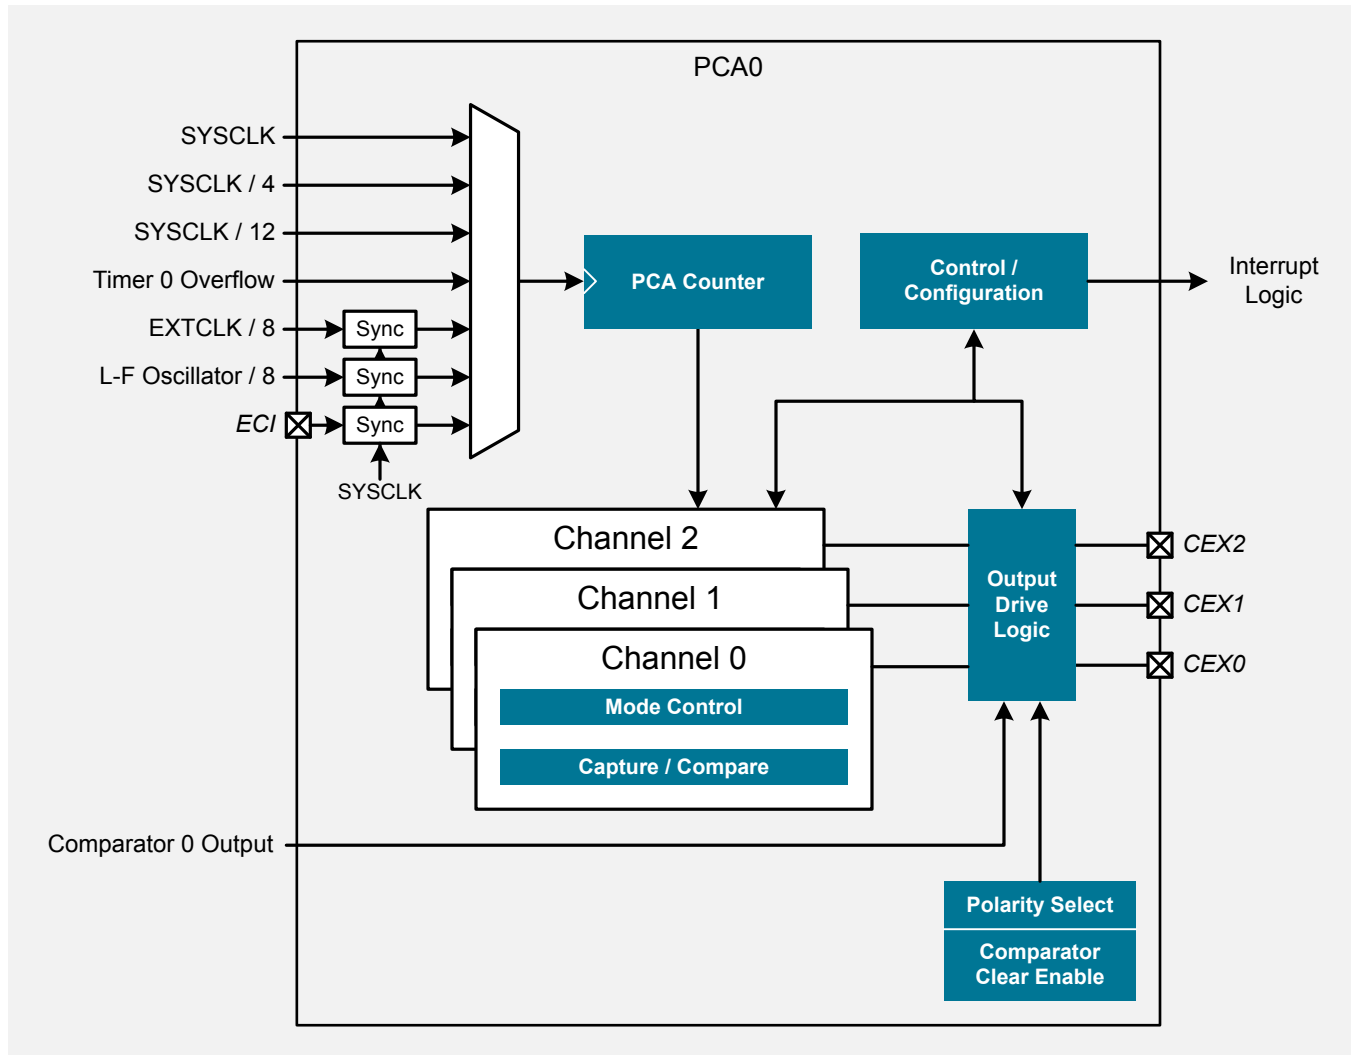 PCA0
SYSCLK
SYSCLK / 4
SYSCLK / 12
Timer 0 Overflow
EXTCLK / 8
Sync
L-F Oscillator / 8
Sync
ECI
Sync
SYSCLK
PCA Counter
Control /
Configuration
Interrupt
Logic
Channel 2
Channel 1
Channel 0
Mode Control
Capture / Compare
Output
Drive
Logic
CEX2
CEX1
CEX0
Comparator 0 Output
Polarity Select
Comparator
Clear Enable